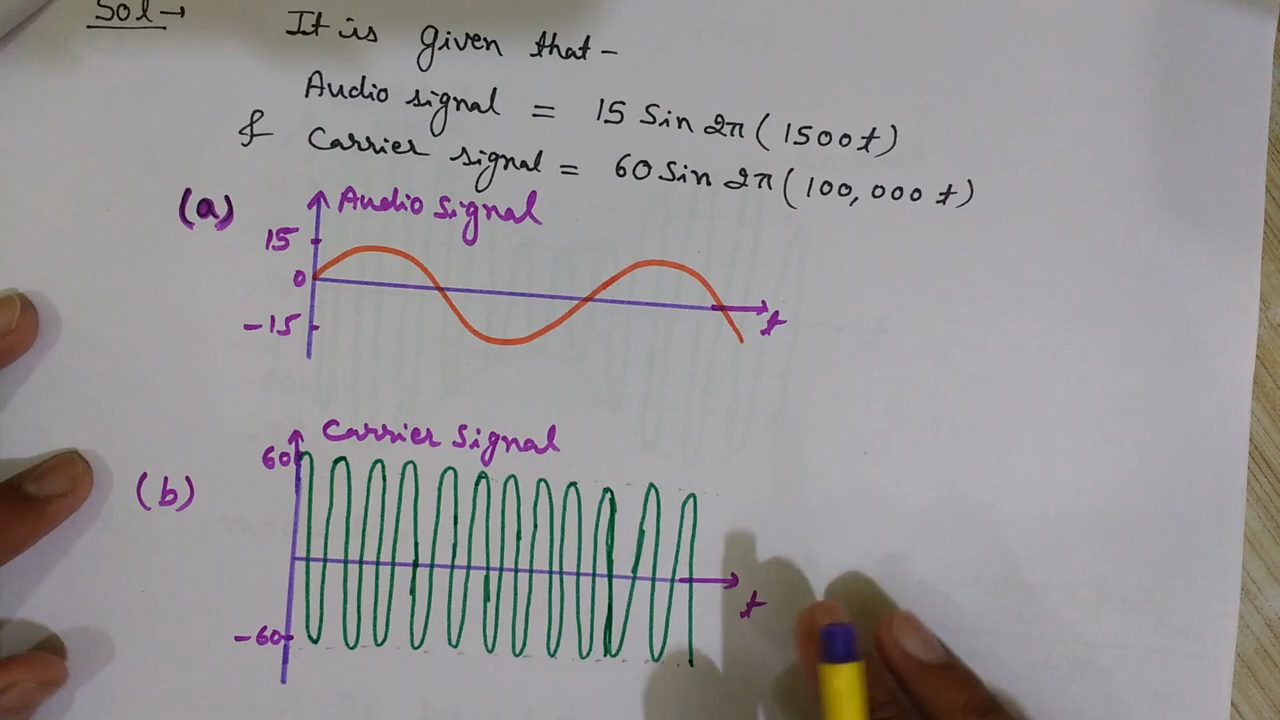 Sol →
It is given that –
Audio signal = 15 Sin 2π ( 1500t )
& Carrier signal = 60 Sin 2π ( 100,000 t )
(a)
Audio signal
15
0
-15
t
Carrier signal
60
(b)
-60
t